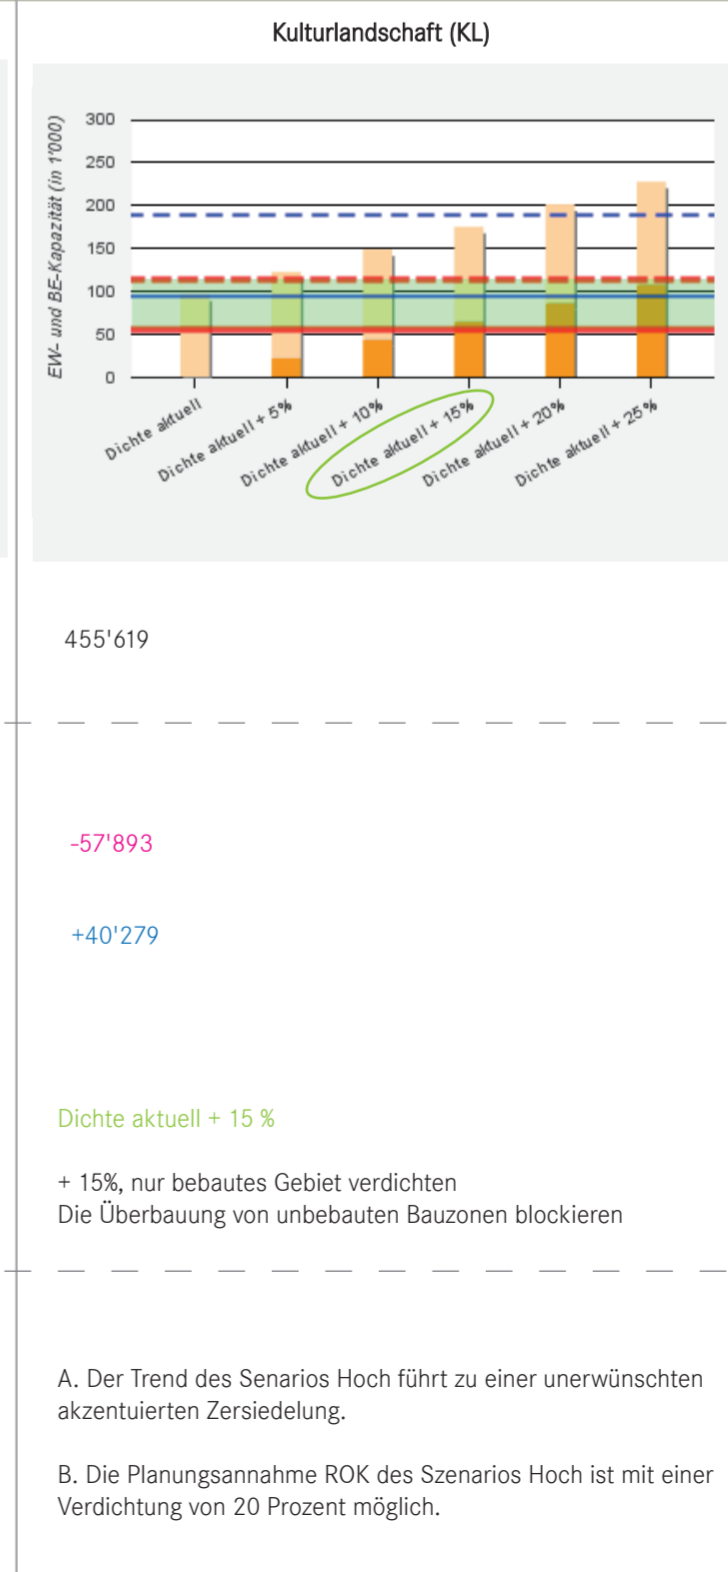 Kulturlandschaft (KL)
EW- und BE-Kapazität (in 1'000)
300
250
200
150
100
50
0
Dichte aktuell
Dichte aktuell + 5%
Dichte aktuell + 10%
Dichte aktuell + 15%
Dichte aktuell + 20%
Dichte aktuell + 25%
455'619
-57'893
+40'279
Dichte aktuell + 15 %
+ 15%, nur bebautes Gebiet verdichten
Die Überbauung von unbebauten Bauzonen blockieren
A. Der Trend des Senarios Hoch führt zu einer unerwünschten
akzentuierten Zersiedelung.
B. Die Planungsannahme ROK des Szenarios Hoch ist mit einer
Verdichtung von 20 Prozent möglich.